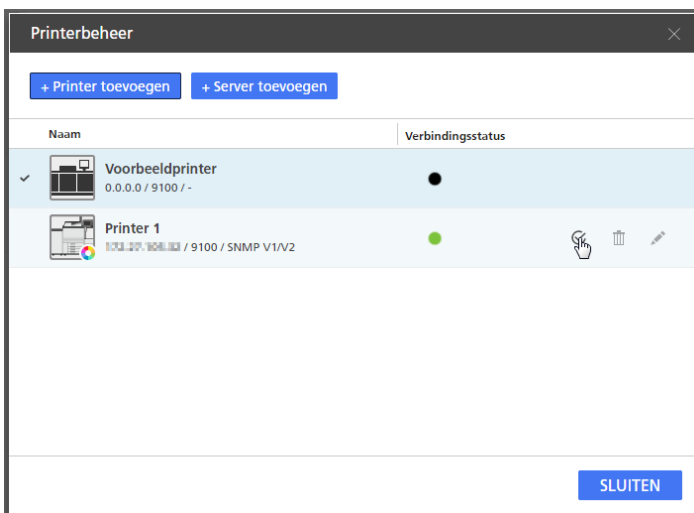 Printerbeheer
+ Printer toevoegen
+ Server toevoegen
Naam
Verbindingsstatus
Voorbeeldprinter
0.0.0.0 / 9100 / -
Printer 1
/ 9100 / SNMP V1/V2
SLUITEN